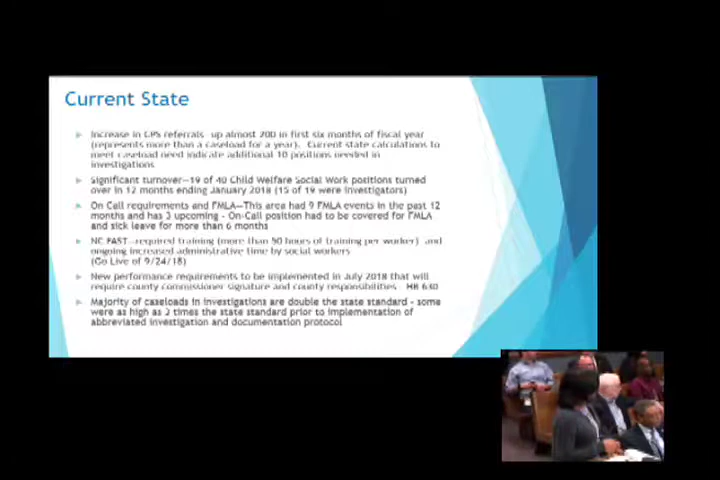 Current State
Increase in CPS referrals- up almost 200 in first six months of fiscal year
(represents more than a caseload for a year). Current state calculations to
meet caseload need indicate additional 10 positions needed in
investigations
Significant turnover—19 of 40 Child Welfare Social Work positions turned
over in 12 months ending January 2018 (15 of 19 were investigators)
On Call requirements and FMLA—This area had 9 FMLA events in the past 12
months and has 3 upcoming - On-Call position had to be covered for FMLA
and sick leave for more than 6 months
NC FAST—required training (more than 50 hours of training per worker) and
ongoing increased administrative time by social workers
(Go Live of 9/24/18)
New performance requirements to be implemented in July 2018 that will
require county commissioner signature and county responsibilities - HB 630
Majority of caseloads in investigations are double the state standard - some
were as high as 3 times the state standard prior to implementation of
abbreviated investigation and documentation protocol